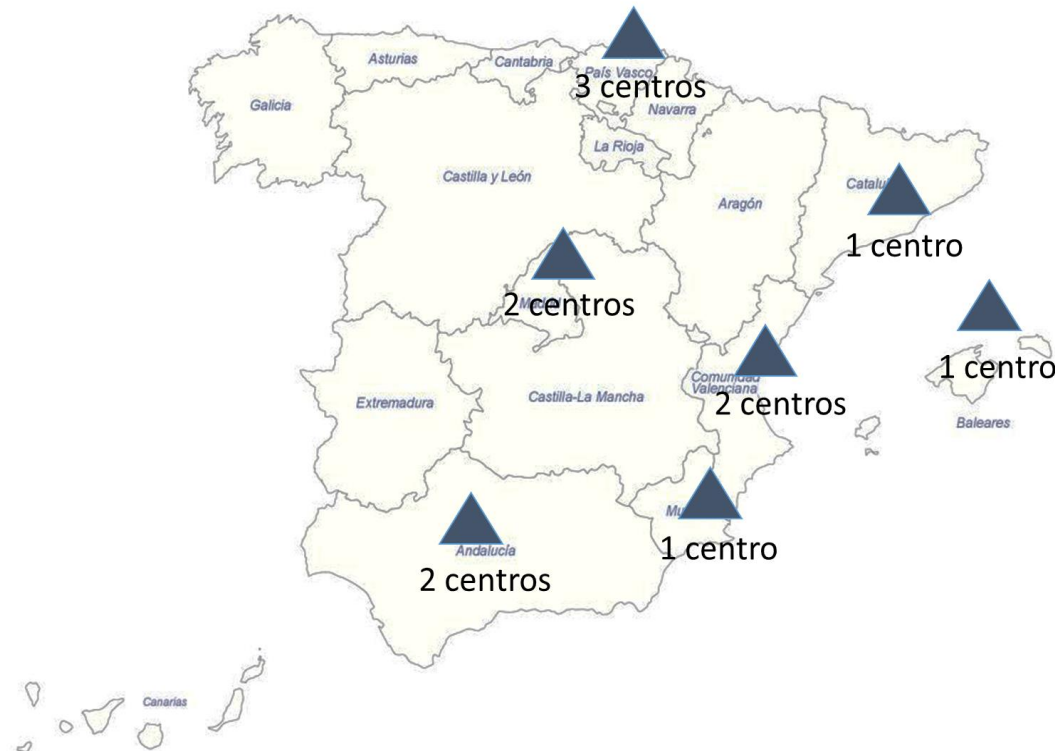 Asturias
Cantabria
País Vasco
3 centros
Galicia
Navarra
La Rioja
Castilla y León
Aragón
1 centro
2 centros
1 centro
Comunidad
Valenciana
2 centros
Castilla-La Mancha
Extremadura
Baleares
1 centro
Andalucía
2 centros
Canarias